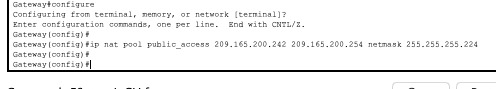 Gateway#configure
Configuring from terminal, memory, or network [terminal]?
Enter configuration commands, one per line. End with CNTL/Z.
Gateway(config)#
Gateway(config)#ip nat pool public_access 209.165.200.242 209.165.200.254 netmask 255.255.255.224
Gateway(config)#
Gateway(config)#